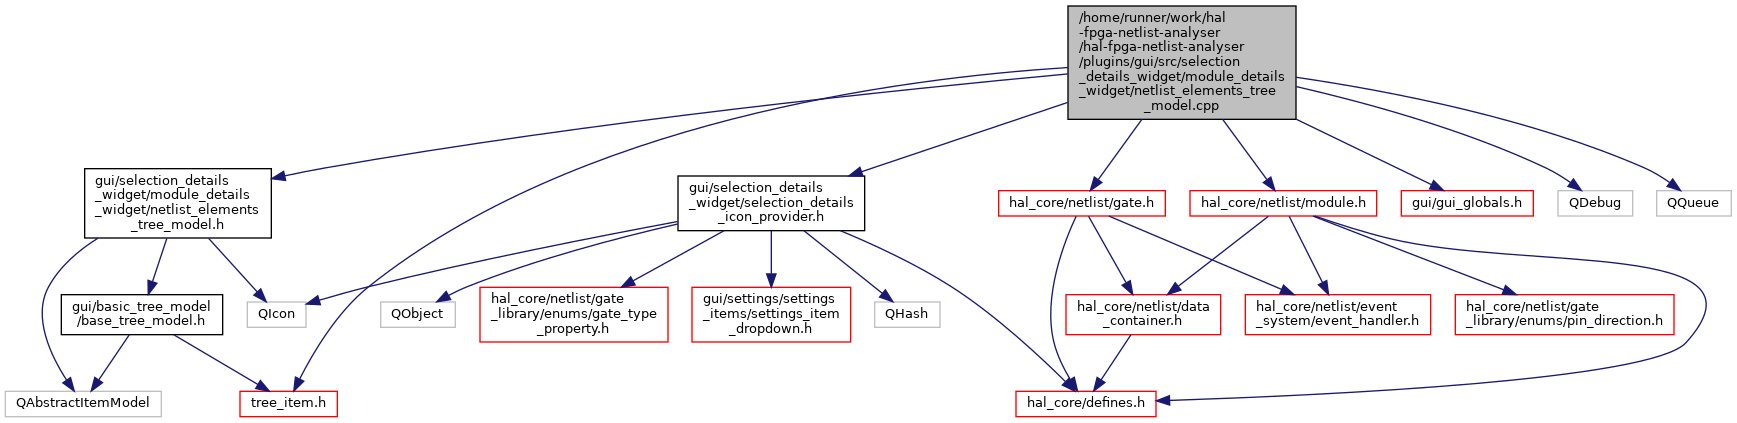 /home/runner/work/hal
-fpga-netlist-analyser
/hal-fpga-netlist-analyser
/plugins/gui/src/selection
_details_widget/module_details
_widget/netlist_elements_tree
_model.cpp
gui/selection_details
_widget/module_details
_widget/netlist_elements
_tree_model.h
gui/selection_details
_widget/selection_details
_icon_provider.h
hal_core/netlist/gate.h
hal_core/netlist/module.h
gui/gui_globals.h
QDebug
QQueue
gui/basic_tree_model
/base_tree_model.h
QIcon
QObject
hal_core/netlist/gate
_library/enums/gate_type
_property.h
gui/settings/settings
_items/settings_item
_dropdown.h
QHash
hal_core/netlist/data
_container.h
hal_core/netlist/event
_system/event_handler.h
hal_core/netlist/gate
_library/enums/pin_direction.h
QAbstractItemModel
tree_item.h
hal_core/defines.h